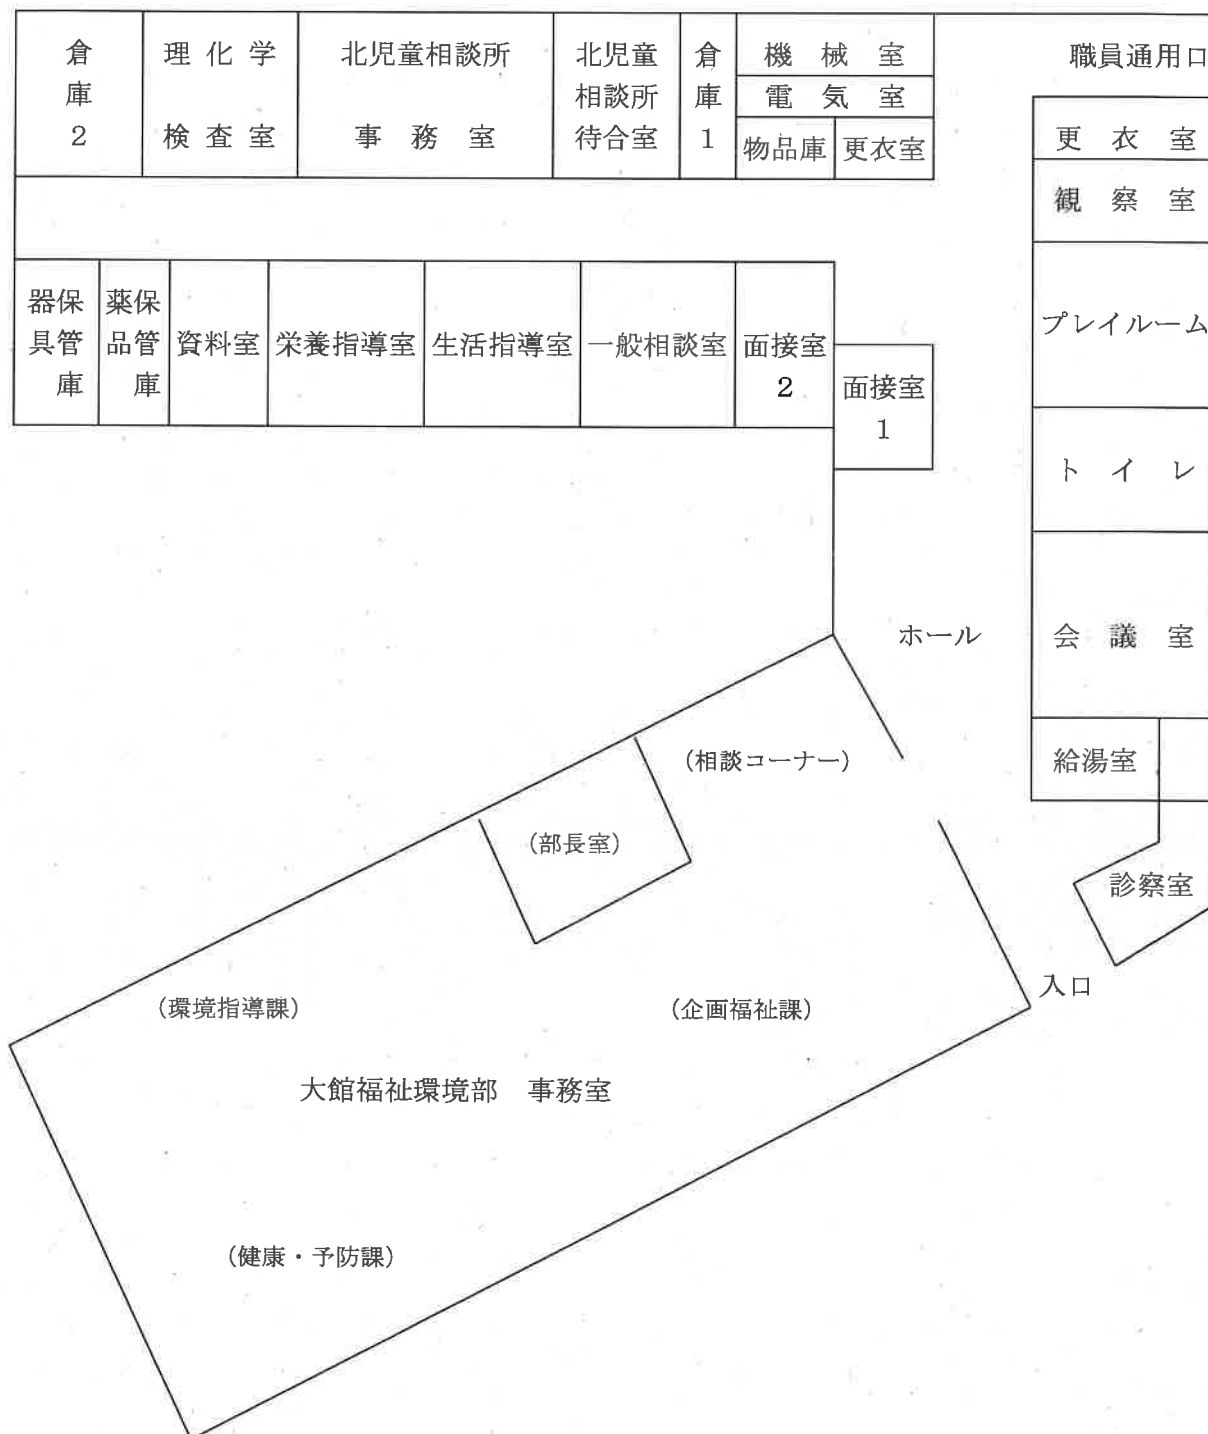 倉庫2
理化学
検査室
北児童相談所
事務室
北児童
相談所
待合室
倉庫1
機械室
電気室
物品庫
更衣室
職員通用口
更衣室
観察室
プレイルーム
トイレ
会議室
給湯室
診察室
器具庫
保管
薬品庫
保管
資料室
栄養指導室
生活指導室
一般相談室
面接室
2
面接室
1
ホール
(相談コーナー)
(部長室)
入口
(環境指導課)
(企画福祉課)
大館福祉環境部 事務室
(健康・予防課)